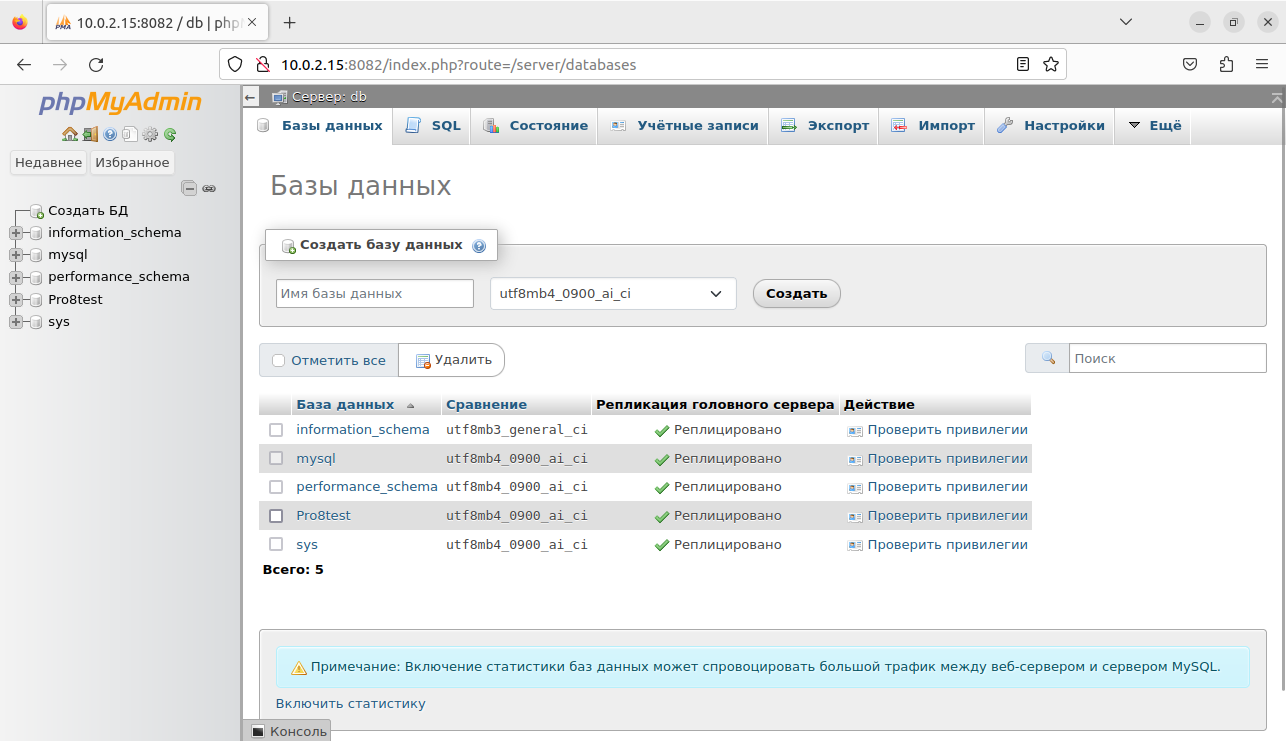 10.0.2.15:8082 / db | php
10.0.2.15:8082/index.php?route=/server/databases
phpMyAdmin
Недавнее Избранное
Создать БД
information_schema
mysql
performance_schema
Pro8test
sys
Сервер: db
Базы данных SQL Состояние Учётные записи Экспорт Импорт Настройки Ещё
Базы данных
Создать базу данных
Имя базы данных utf8mb4_0900_ai_ci Создать
Отметить все Удалить Поиск
База данных Сравнение Репликация головного сервера Действие
information_schema utf8mb3_general_ci Реплицировано Проверить привилегии
mysql utf8mb4_0900_ai_ci Реплицировано Проверить привилегии
performance_schema utf8mb4_0900_ai_ci Реплицировано Проверить привилегии
Pro8test utf8mb4_0900_ai_ci Реплицировано Проверить привилегии
sys utf8mb4_0900_ai_ci Реплицировано Проверить привилегии
Всего: 5
Примечание: Включение статистики баз данных может спровоцировать большой трафик между веб-сервером и сервером MySQL.
Включить статистику
Консоль